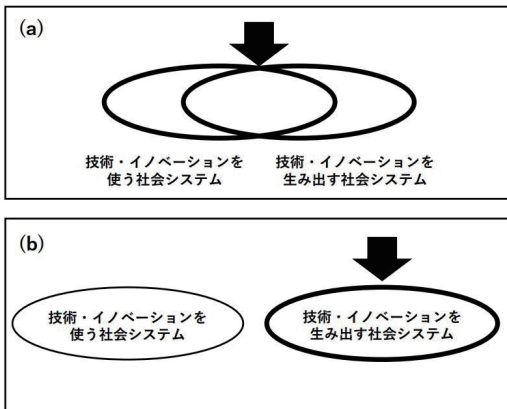 (a)
技術・イノベーションを
使う社会システム
技術・イノベーションを
生み出す社会システム
(b)
技術・イノベーションを
使う社会システム
技術・イノベーションを
生み出す社会システム